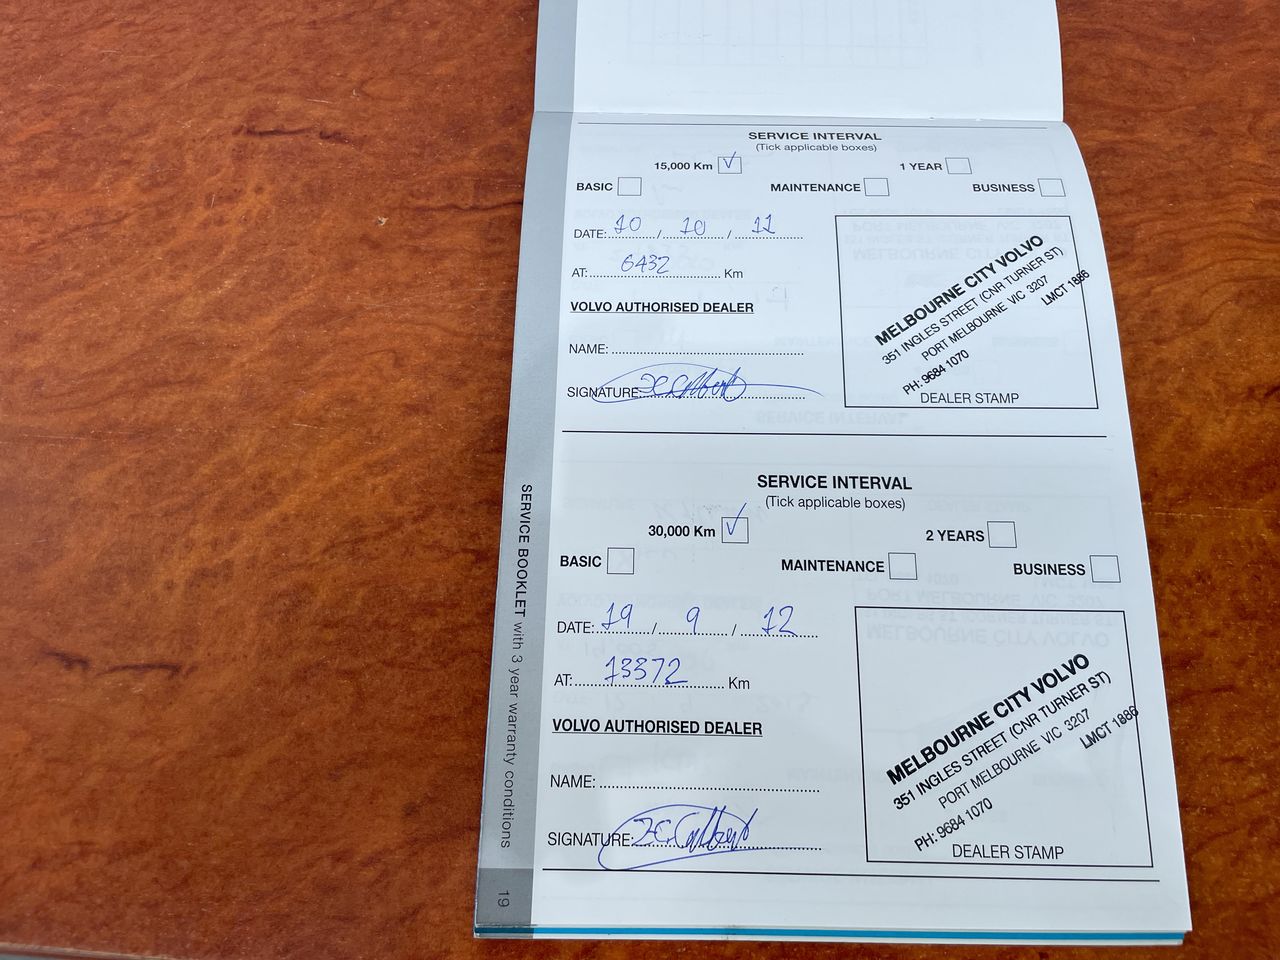 SERVICE INTERVAL
(Tick applicable boxes)
15,000 Km ✓ 1 YEAR
BASIC MAINTENANCE BUSINESS
DATE: 10 / 10 / 11
AT: 6432 Km
VOLVO AUTHORISED DEALER
NAME:
SIGNATURE:
MELBOURNE CITY VOLVO
351 INGLES STREET (CNR TURNER ST)
PORT MELBOURNE VIC 3207
PH: 9684 1070 LMCT 1886
DEALER STAMP
SERVICE INTERVAL
(Tick applicable boxes)
30,000 Km ✓ 2 YEARS
BASIC MAINTENANCE BUSINESS
DATE: 19 / 9 / 12
AT: 13372 Km
VOLVO AUTHORISED DEALER
NAME:
SIGNATURE:
MELBOURNE CITY VOLVO
351 INGLES STREET (CNR TURNER ST)
PORT MELBOURNE VIC 3207
PH: 9684 1070 LMCT 1886
DEALER STAMP
SERVICE BOOKLET with 3 year warranty conditions
19